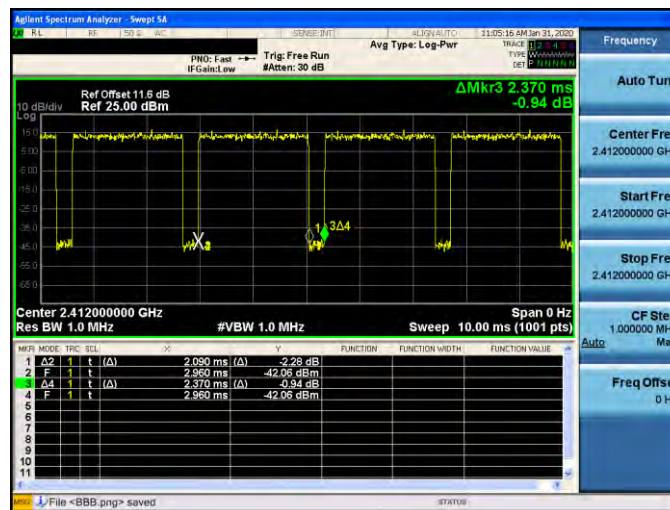 Agilent Spectrum Analyzer - Swept SA
RL RF 50 Ω AC SENSE:INT ALIGN AUTO 11:05:16 AM Jan 31, 2020
Avg Type: Log-Pwr TRACE 1 2 3 4 5 6
PNO: Fast Trig: Free Run TYPE
IFGain:Low #Atten: 30 dB DET P N N N N N
Frequency
ΔMkr3 2.370 ms
-0.94 dB
Ref Offset 11.6 dB
10 dB/div Ref 25.00 dBm
Log
15.0
5.00
-5.00
-15.0
-25.0
-35.0
-45.0
-55.0
-65.0
X
1 3Δ4
Center 2.412000000 GHz Span 0 Hz
Res BW 1.0 MHz #VBW 1.0 MHz Sweep 10.00 ms (1001 pts)
MKR MODE TRC SCL X Y FUNCTION FUNCTION WIDTH FUNCTION VALUE
1 Δ2 1 t (Δ) 2.090 ms (Δ) -2.28 dB
2 F 1 t 2.960 ms -42.06 dBm
3 Δ4 1 t (Δ) 2.370 ms (Δ) -0.94 dB
4 F 1 t 2.960 ms -42.06 dBm
5
6
7
8
9
10
11
Auto Tun
Center Fre
2.412000000 GH
Start Fre
2.412000000 GH
Stop Fre
2.412000000 GH
CF Ste
1.000000 MH
Auto Ma
Freq Offse
0 H
MSG File <BBB.png> saved STATUS